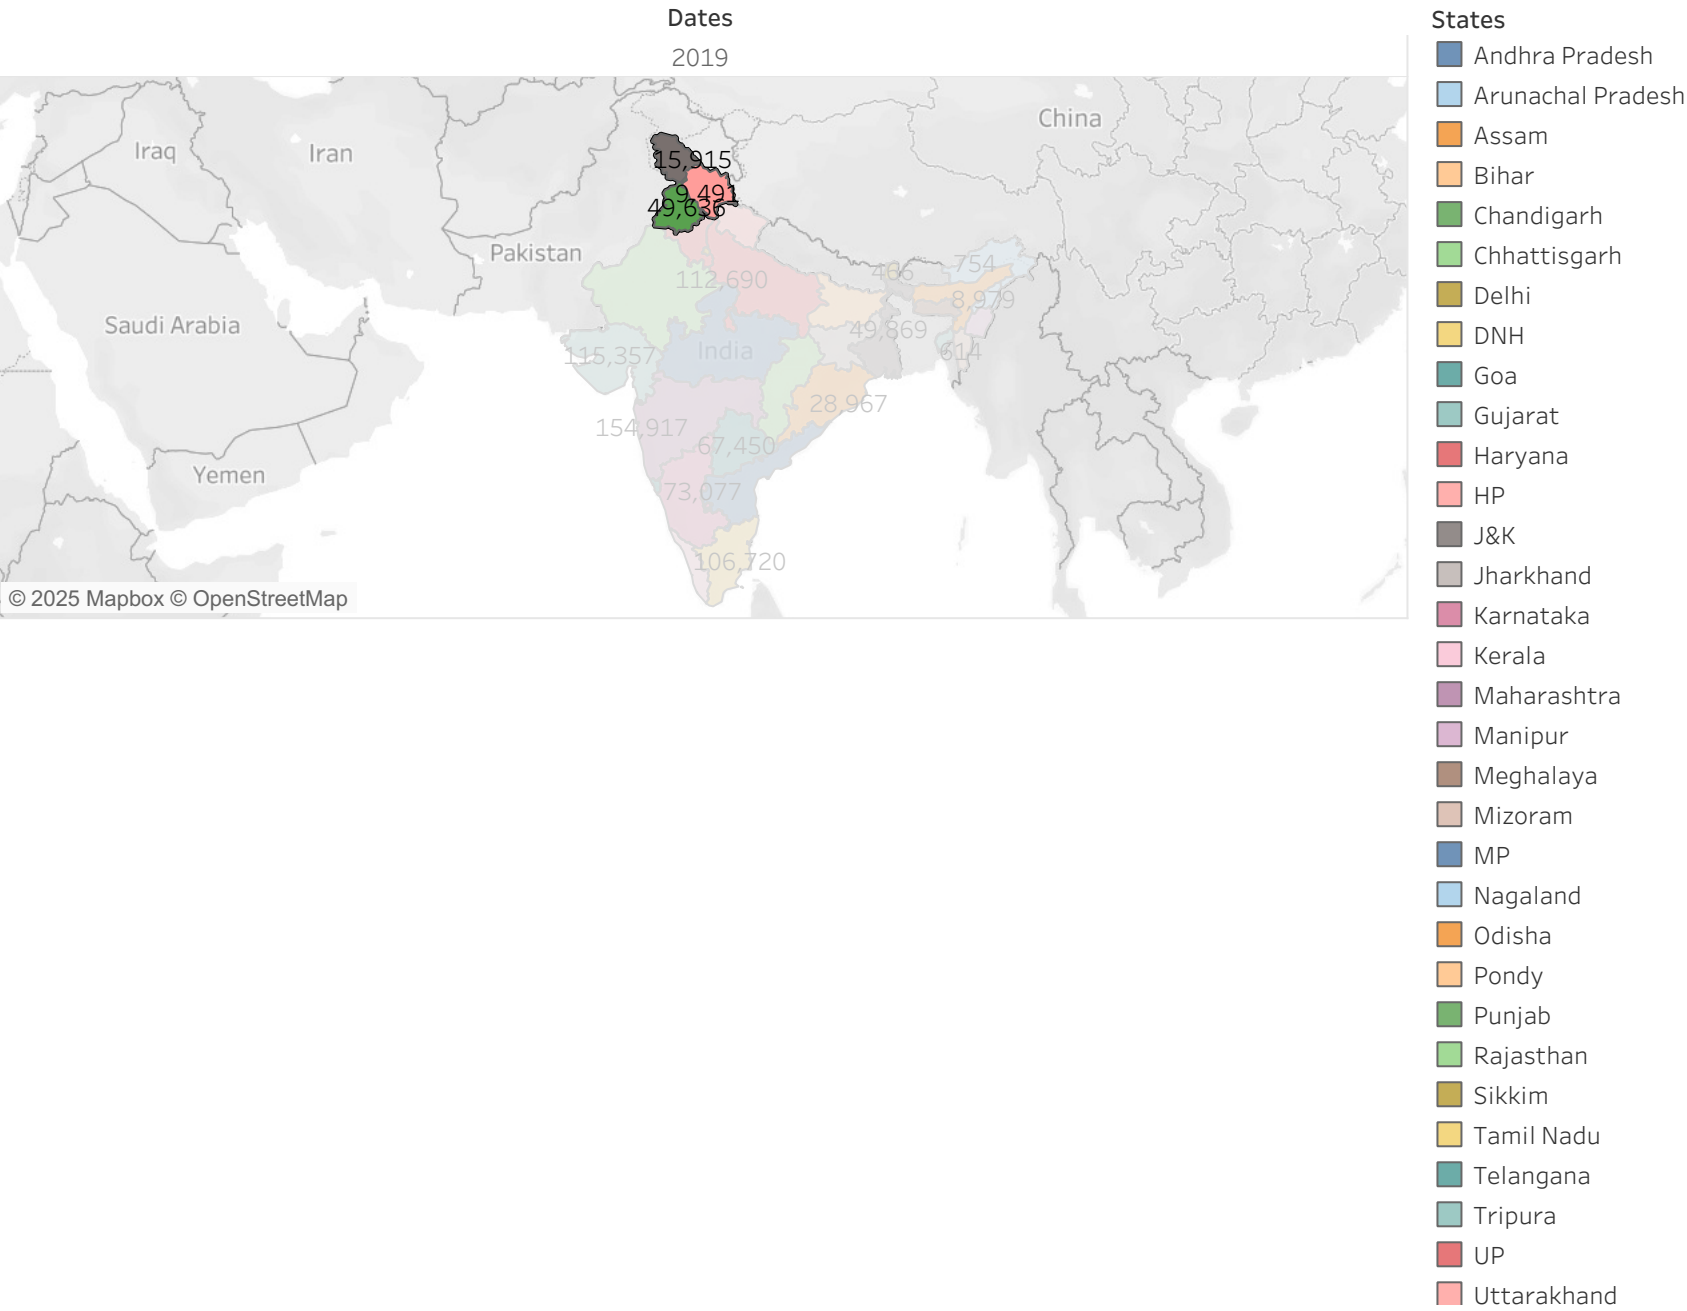 Dates
2019
States
Andhra Pradesh
Arunachal Pradesh
Assam
Bihar
Chandigarh
Chhattisgarh
Delhi
DNH
Goa
Gujarat
Haryana
HP
J&K
Jharkhand
Karnataka
Kerala
Maharashtra
Manipur
Meghalaya
Mizoram
MP
Nagaland
Odisha
Pondy
Punjab
Rajasthan
Sikkim
Tamil Nadu
Telangana
Tripura
UP
Uttarakhand
China
Iraq
Iran
15,915
9,491
49,636
Pakistan
754
466
112,690
8,979
Saudi Arabia
49,869
India
614
115,357
28,967
154,917
67,450
Yemen
73,077
106,720
© 2025 Mapbox © OpenStreetMap